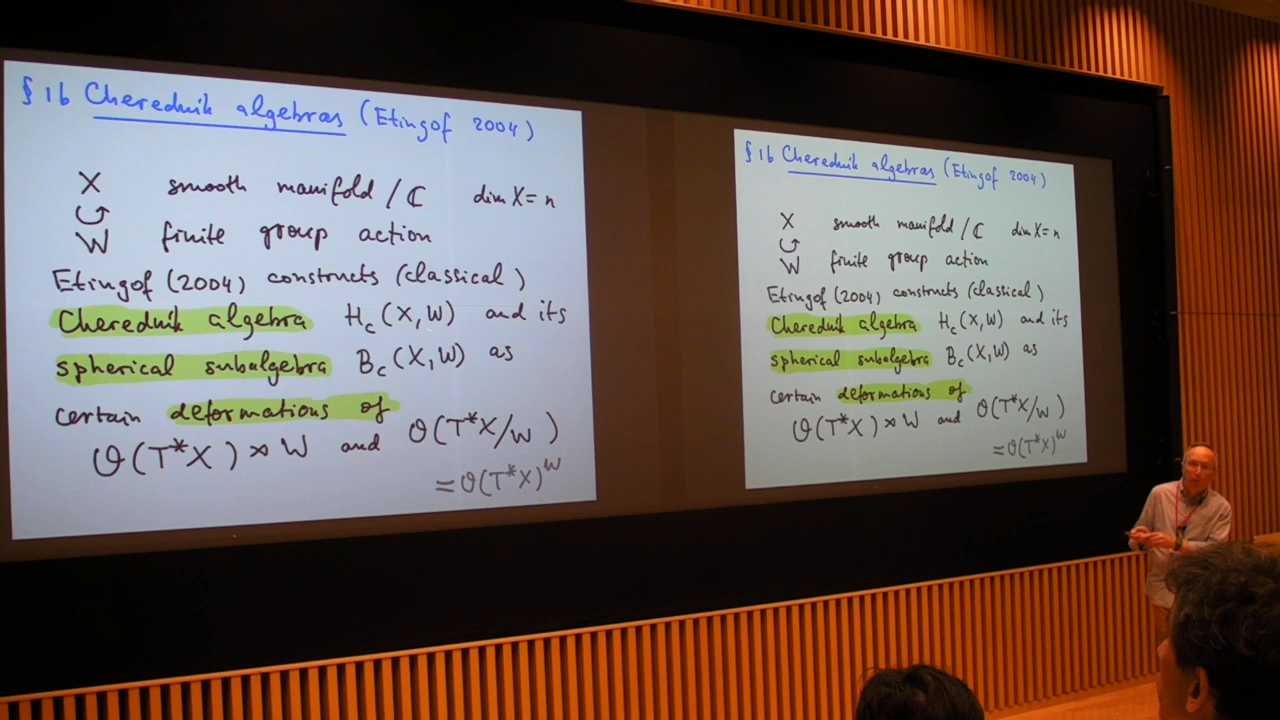 § 1b Cherednik algebras (Etingof 2004)
X smooth manifold / ℂ dim X = n
W finite group action
Etingof (2004) constructs (classical)
Cherednik algebra H_c(X,W) and its
spherical subalgebra B_c(X,W) as
certain deformations of
O(T*X) ⋊ W and O(T*X/W)
= O(T*X)^W
§ 1b Cherednik algebras (Etingof 2004)
X smooth manifold / ℂ dim X = n
W finite group action
Etingof (2004) constructs (classical)
Cherednik algebra H_c(X,W) and its
spherical subalgebra B_c(X,W) as
certain deformations of
O(T*X) ⋊ W and O(T*X/W)
= O(T*X)^W